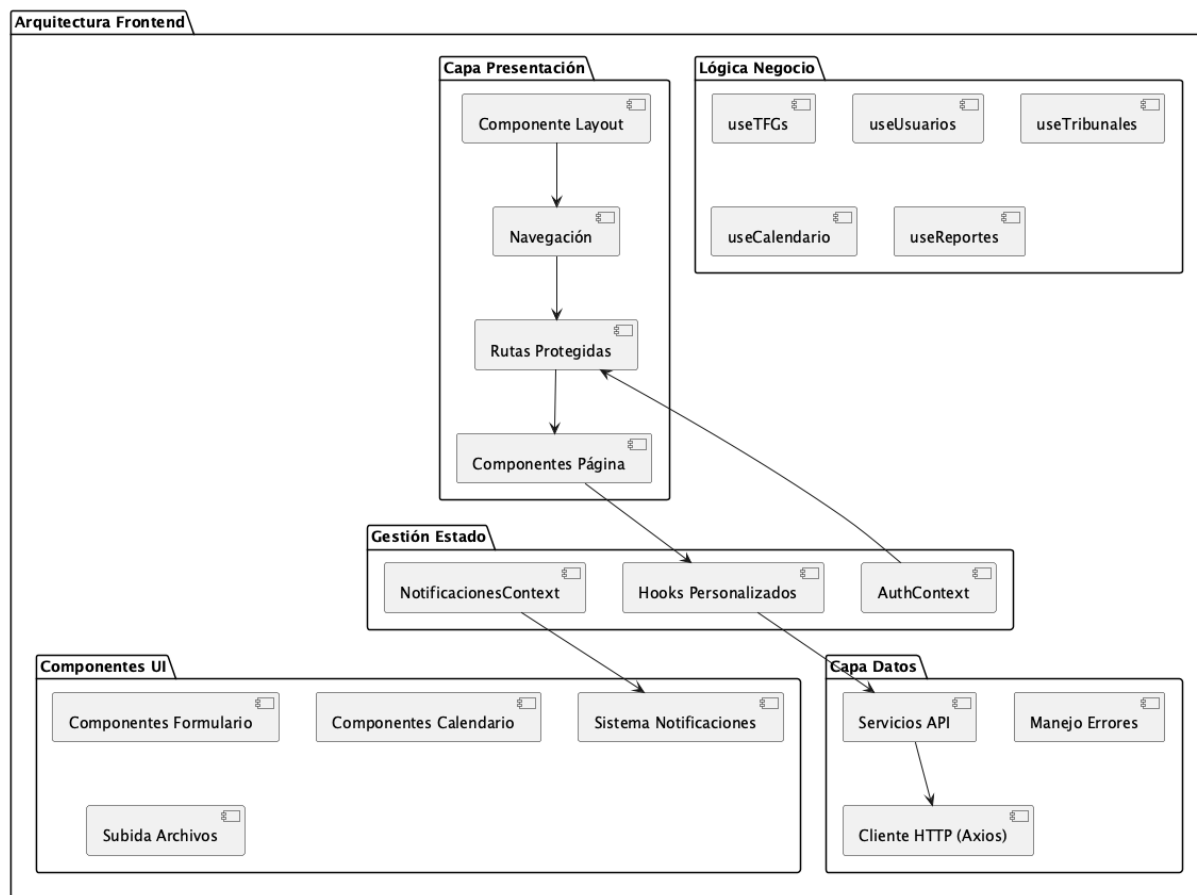 Arquitectura Frontend
Capa Presentación
Componente Layout
Navegación
Rutas Protegidas
Componentes Página
Lógica Negocio
useTFGs
useUsuarios
useTribunales
useCalendario
useReportes
Gestión Estado
NotificacionesContext
Hooks Personalizados
AuthContext
Componentes UI
Componentes Formulario
Componentes Calendario
Sistema Notificaciones
Subida Archivos
Capa Datos
Servicios API
Manejo Errores
Cliente HTTP (Axios)